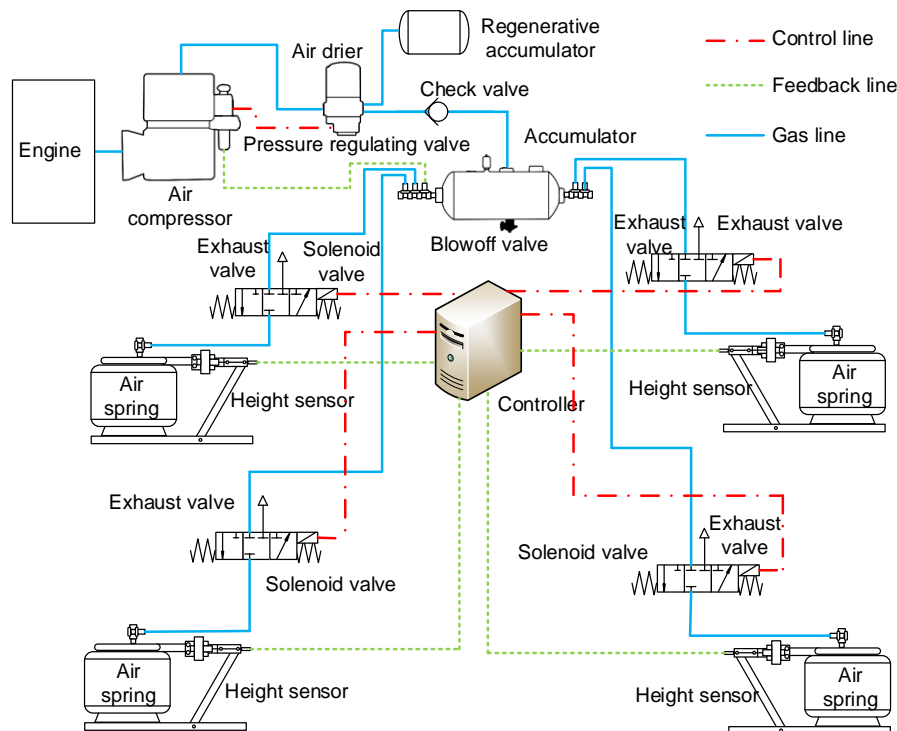 Air drier
Regenerative
accumulator
Control line
Feedback line
Gas line
Check valve
Engine
Pressure regulating valve
Accumulator
Air
compressor
Blowoff valve
Exhaust
valve
Solenoid
valve
Exhaust
valve
Exhaust valve
Air
spring
Height sensor
Controller
Air
spring
Height sensor
Exhaust valve
Solenoid valve
Exhaust
valve
Solenoid valve
Air
spring
Height sensor
Height sensor
Air
spring